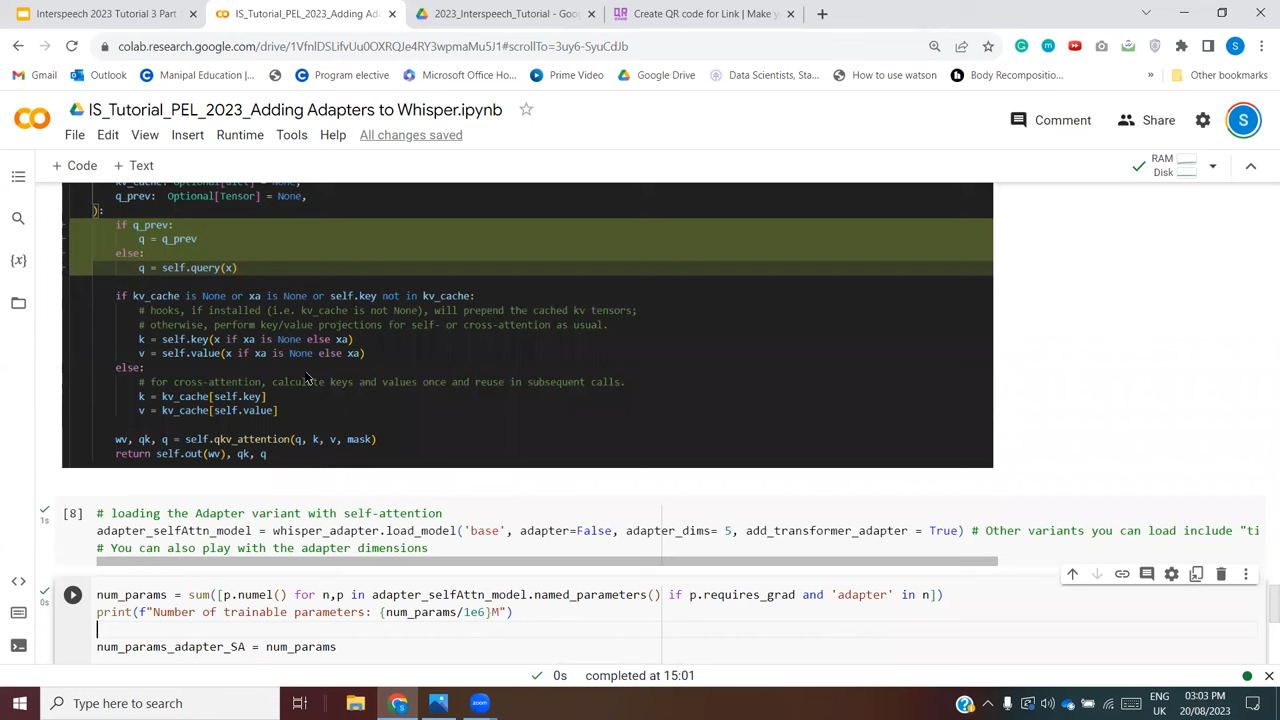 Interspeech 2023 Tutorial 3 Part
IS_Tutorial_PEL_2023_Adding Ad
2023_Interspeech_Tutorial - Goo
Create QR code for Link | Make y
colab.research.google.com/drive/1VfnlDSLifvUuQlXXRQJe4RY3wpmaMu5J1#scrollTo=3uy6-SyuCdJb
Gmail
Outlook
Manipal Education |...
Program elective
Microsoft Office Ho...
Prime Video
Google Drive
Data Scientists, Sta...
How to use watson
Body Recompositio...
»
Other bookmarks
IS_Tutorial_PEL_2023_Adding Adapters to Whisper.ipynb
File Edit View Insert Runtime Tools Help All changes saved
Comment
Share
S
+ Code + Text
RAM
Disk
kv_cache: Optional[dict] = None,
q_prev: Optional[Tensor] = None,
):
if q_prev:
q = q_prev
else:
q = self.query(x)
if kv_cache is None or xa is None or self.key not in kv_cache:
# hooks, if installed (i.e. kv_cache is not None), will prepend the cached kv tensors;
# otherwise, perform key/value projections for self- or cross-attention as usual.
k = self.key(x if xa is None else xa)
v = self.value(x if xa is None else xa)
else:
# for cross-attention, calculate keys and values once and reuse in subsequent calls.
k = kv_cache[self.key]
v = kv_cache[self.value]
wv, qk, q = self.qkv_attention(q, k, v, mask)
return self.out(wv), qk, q
[8] # loading the Adapter variant with self-attention
1s
adapter_selfAttn_model = whisper_adapter.load_model('base', adapter=False, adapter_dims= 5, add_transformer_adapter = True) # Other variants you can load include "ti
# You can also play with the adapter dimensions
num_params = sum([p.numel() for n,p in adapter_selfAttn_model.named_parameters() if p.requires_grad and 'adapter' in n])
0s
print(f"Number of trainable parameters: {num_params/1e6}M")
num_params_adapter_SA = num_params
0s completed at 15:01
Type here to search
ENG
UK
03:03 PM
20/08/2023